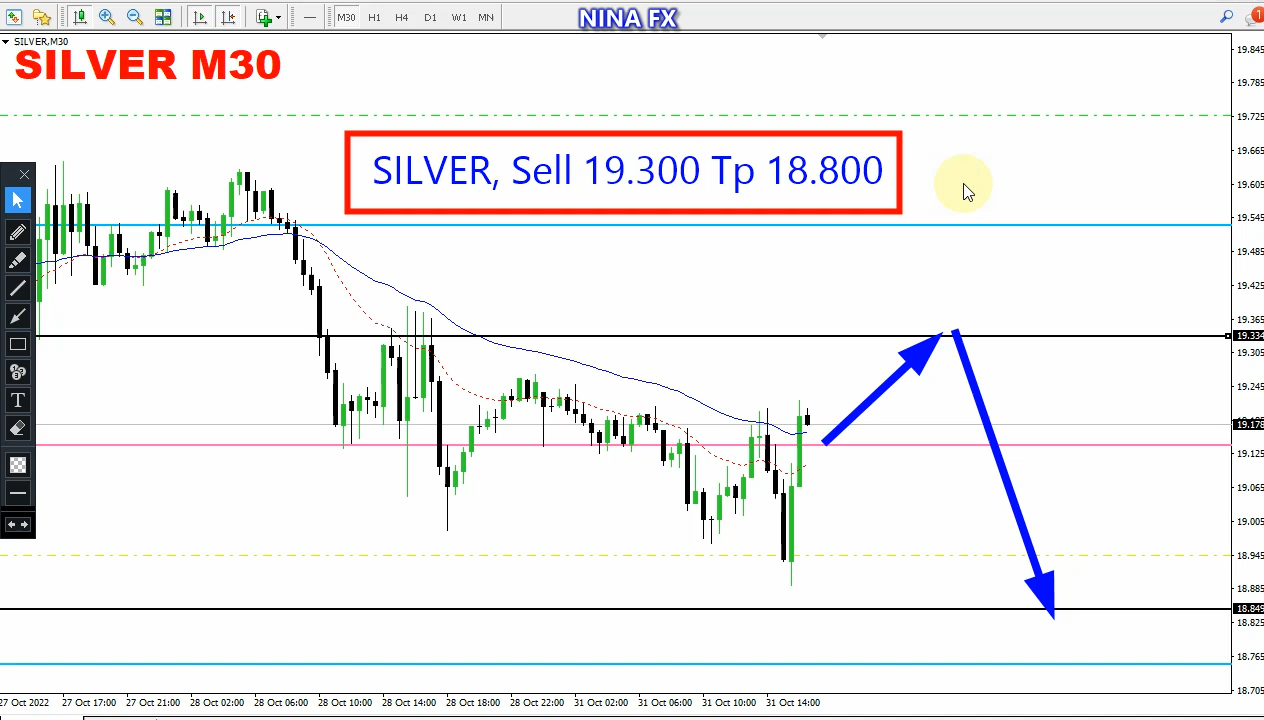 M30 H1 H4 D1 W1 MN
NINA FX
1
SILVER,M30
SILVER M30
SILVER, Sell 19.300 Tp 18.800
T
19.845
19.785
19.725
19.665
19.605
19.545
19.485
19.425
19.365
19.334
19.305
19.245
19.178
19.125
19.065
19.005
18.945
18.885
18.849
18.825
18.765
18.705
27 Oct 2022
27 Oct 17:00
27 Oct 21:00
28 Oct 02:00
28 Oct 06:00
28 Oct 10:00
28 Oct 14:00
28 Oct 18:00
28 Oct 22:00
31 Oct 02:00
31 Oct 06:00
31 Oct 10:00
31 Oct 14:00